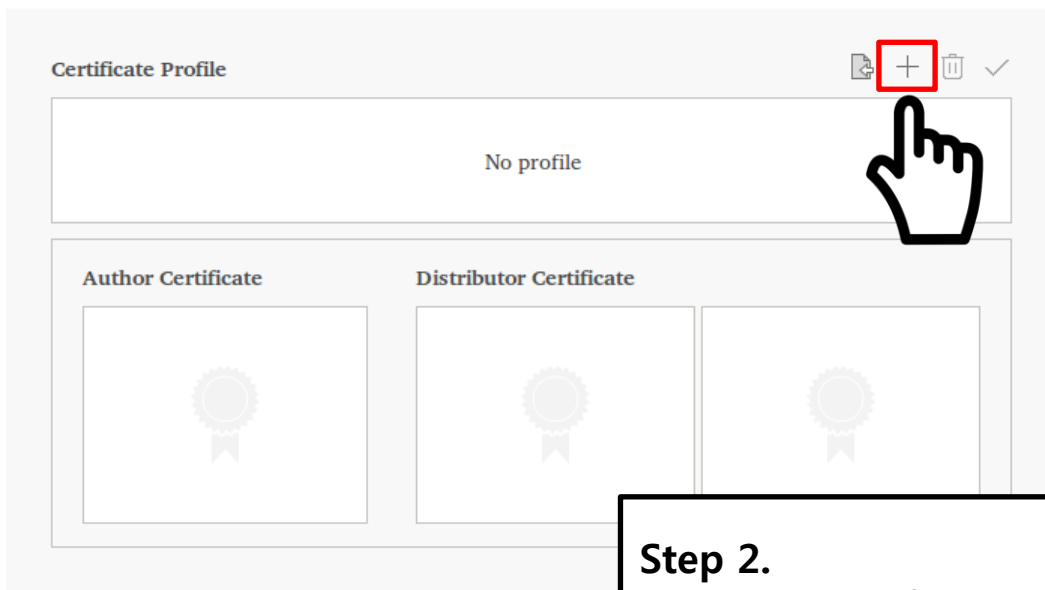 Certificate Profile
No profile
Author Certificate
Distributor Certificate
Step 2.